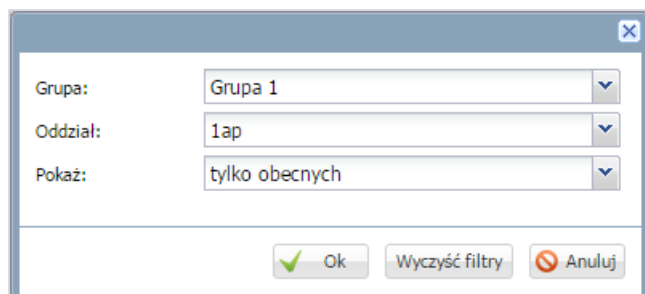 Grupa: Grupa 1
Oddział: 1ap
Pokaż: tylko obecnych
Ok Wyczyść filtry Anuluj